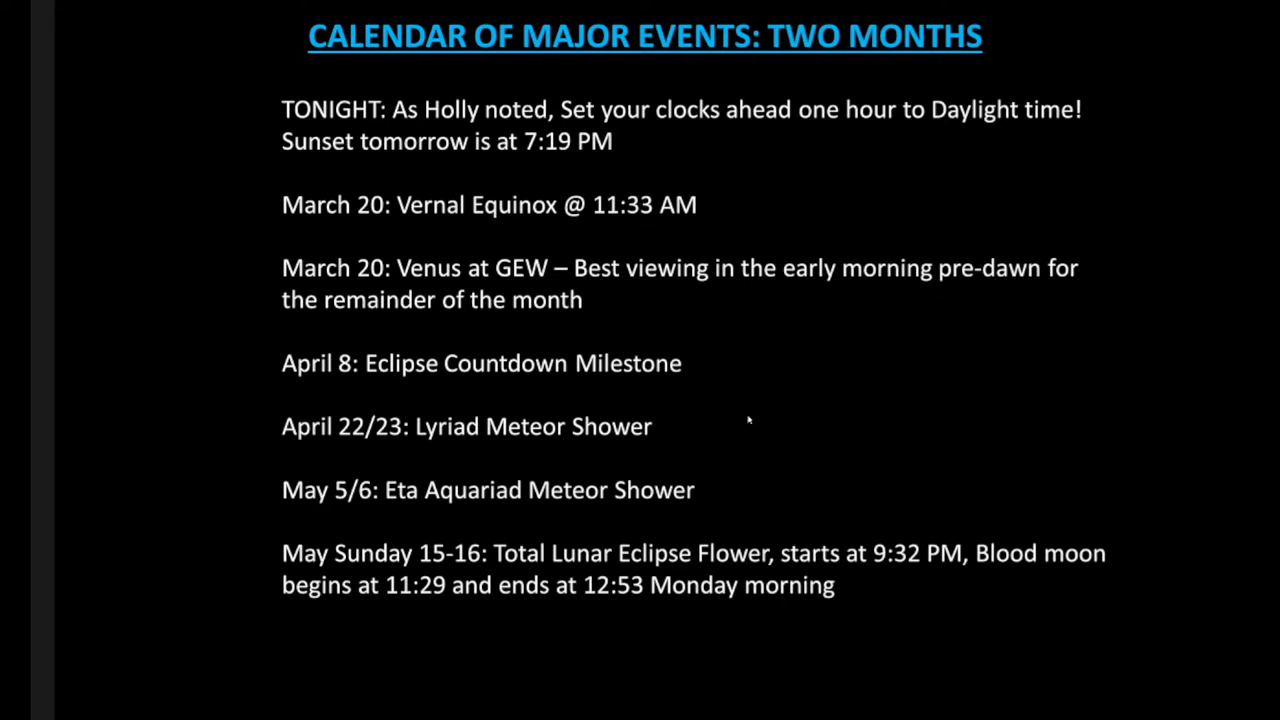 CALENDAR OF MAJOR EVENTS: TWO MONTHS
TONIGHT: As Holly noted, Set your clocks ahead one hour to Daylight time!
Sunset tomorrow is at 7:19 PM
March 20: Vernal Equinox @ 11:33 AM
March 20: Venus at GEW – Best viewing in the early morning pre-dawn for
the remainder of the month
April 8: Eclipse Countdown Milestone
April 22/23: Lyriad Meteor Shower
May 5/6: Eta Aquariad Meteor Shower
May Sunday 15-16: Total Lunar Eclipse Flower, starts at 9:32 PM, Blood moon
begins at 11:29 and ends at 12:53 Monday morning